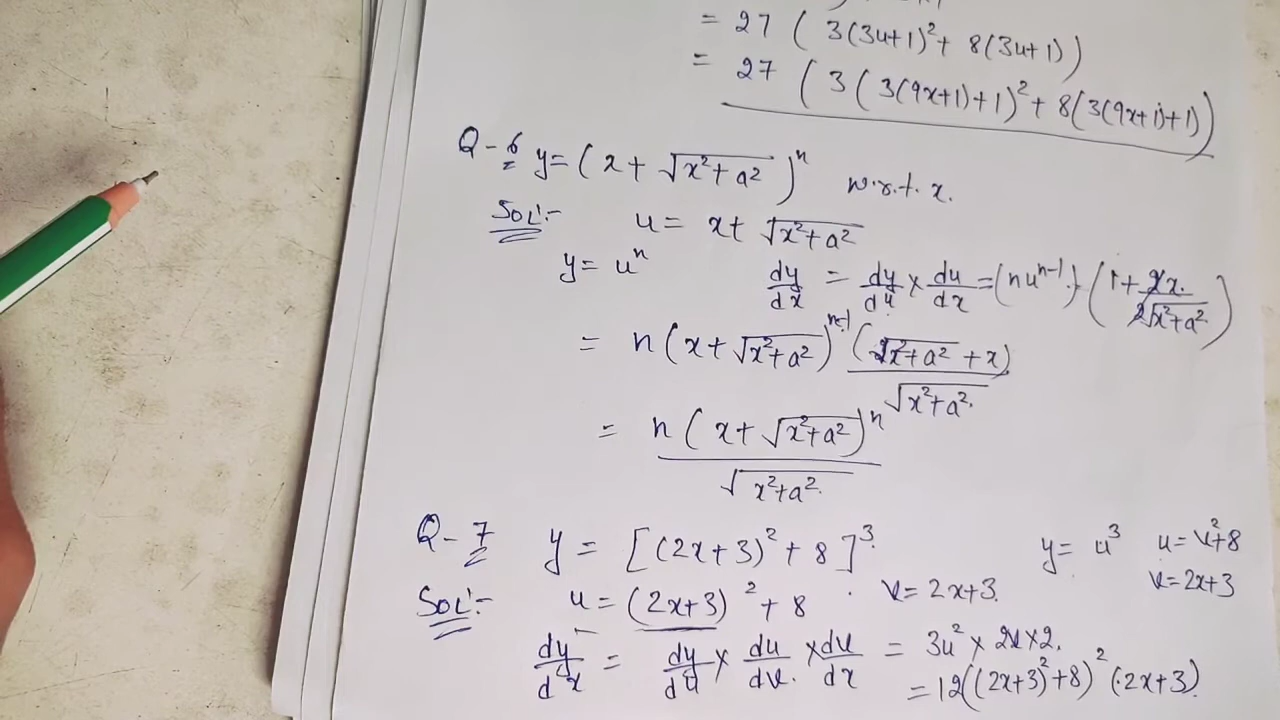 = 27 ( 3(3u+1)² + 8(3u+1) )
= 27 ( 3 ( 3(9x+1)+1 )² + 8(3(9x+1)+1) )
Q-6 y = (x + √x²+a² )ⁿ w.r.t. x.
Sol':- u = x + √x²+a²
y = uⁿ dy/dx = dy/du × du/dx = (nuⁿ⁻¹) (1 + 2x/2√x²+a²)
= n(x + √x²+a²)ⁿ⁻¹ (√x²+a² + x)/√x²+a²
= n(x + √x²+a²)ⁿ/√x²+a²
Q-7 y = [(2x+3)² + 8]³. y = u³ u = v²+8
v = 2x+3
Sol':- u = (2x+3)² + 8 v = 2x+3.
dy/dx = dy/du × du/dv × dv/dx = 3u² × 2v × 2.
= 12((2x+3)²+8)² (2x+3).